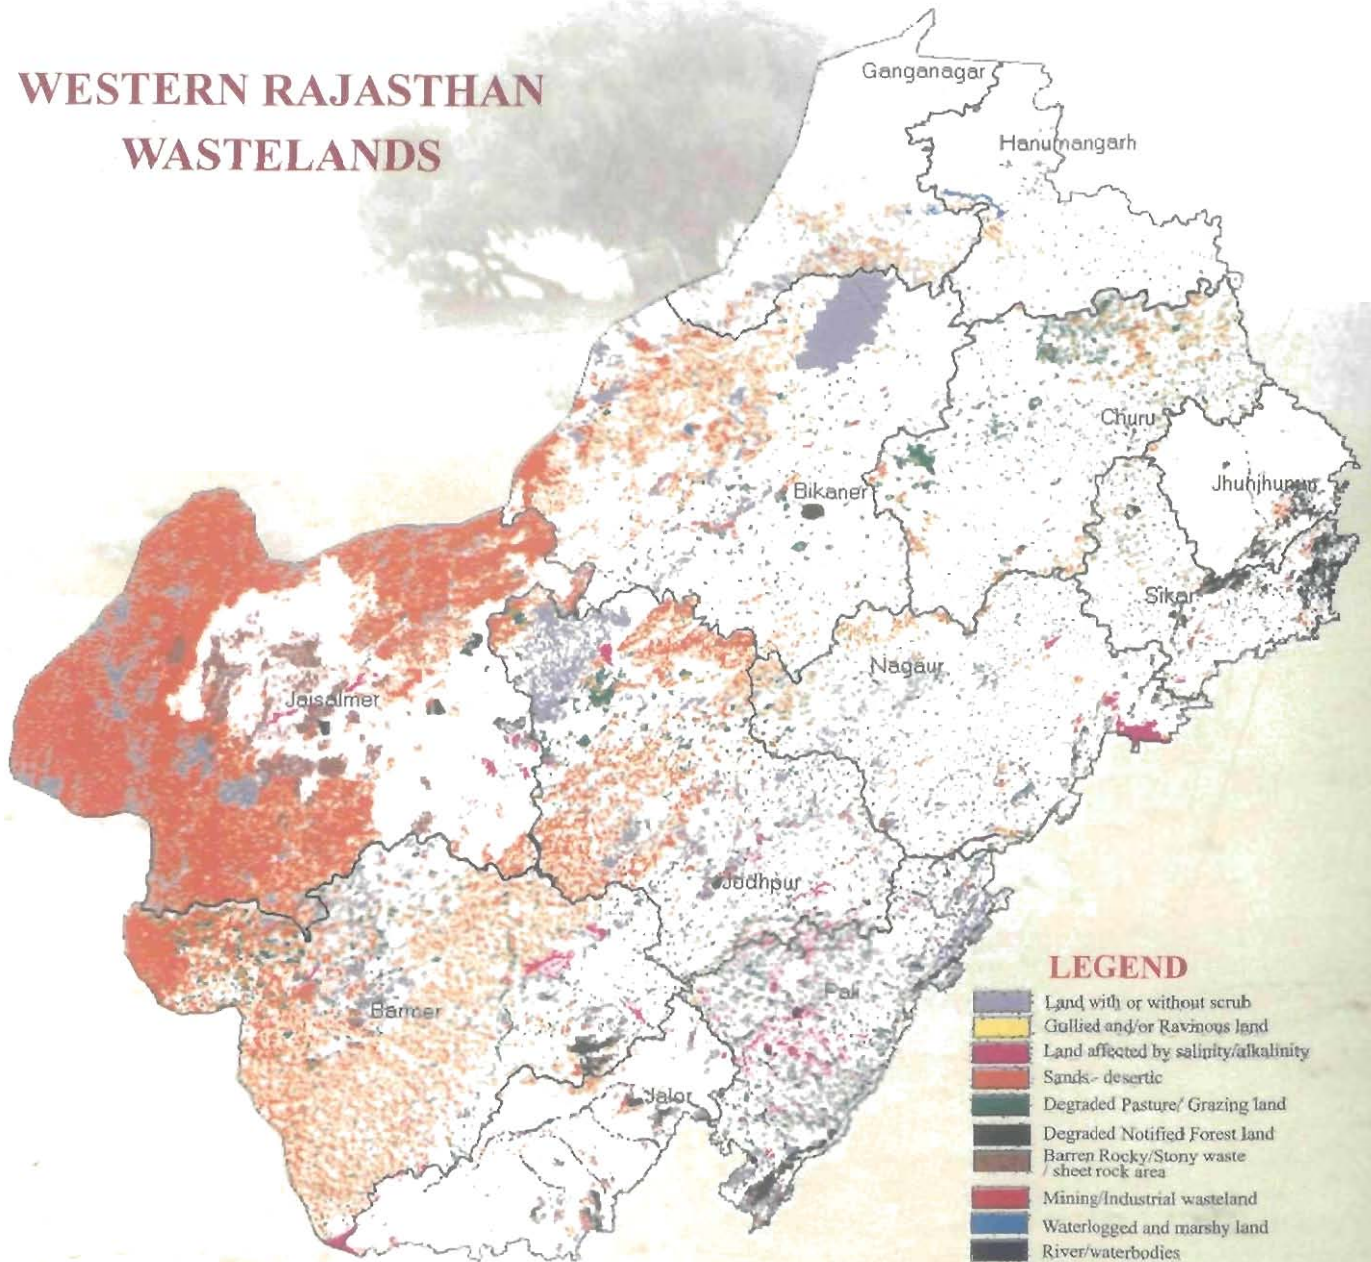 WESTERN RAJASTHAN
WASTELANDS
Ganganagar
Hanumangarh
Churu
Jhunjhunun
Bikaner
Sikar
Nagaur
Jaisalmer
Jodhpur
Barmer
Pali
Jalor
LEGEND
Land with or without scrub
Gullied and/or Ravinous land
Land affected by salinity/alkalinity
Sands - desertic
Degraded Pasture/ Grazing land
Degraded Notified Forest land
Barren Rocky/Stony waste
/ sheet rock area
Mining/Industrial wasteland
Waterlogged and marshy land
River/waterbodies